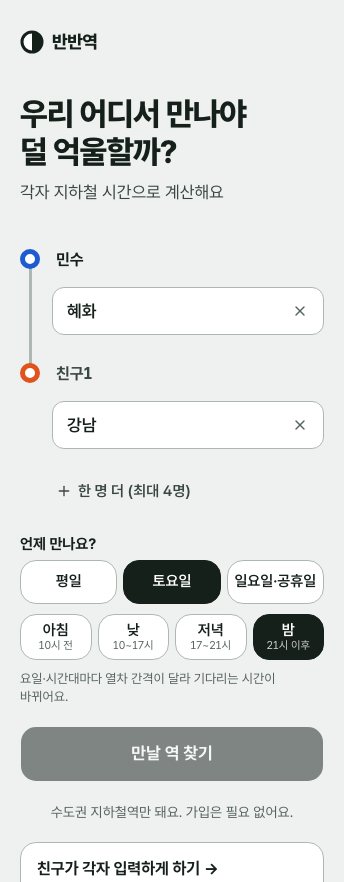 반반역
우리 어디서 만나야
덜 억울할까?
각자 지하철 시간으로 계산해요
민수
혜화
친구1
강남
+ 한 명 더 (최대 4명)
언제 만나요?
평일 토요일 일요일·공휴일
아침 낮 저녁 밤
10시 전 10~17시 17~21시 21시 이후
요일·시간대마다 열차 간격이 달라 기다리는 시간이
바뀌어요.
만날 역 찾기
수도권 지하철역만 돼요. 가입은 필요 없어요.
친구가 각자 입력하게 하기 →